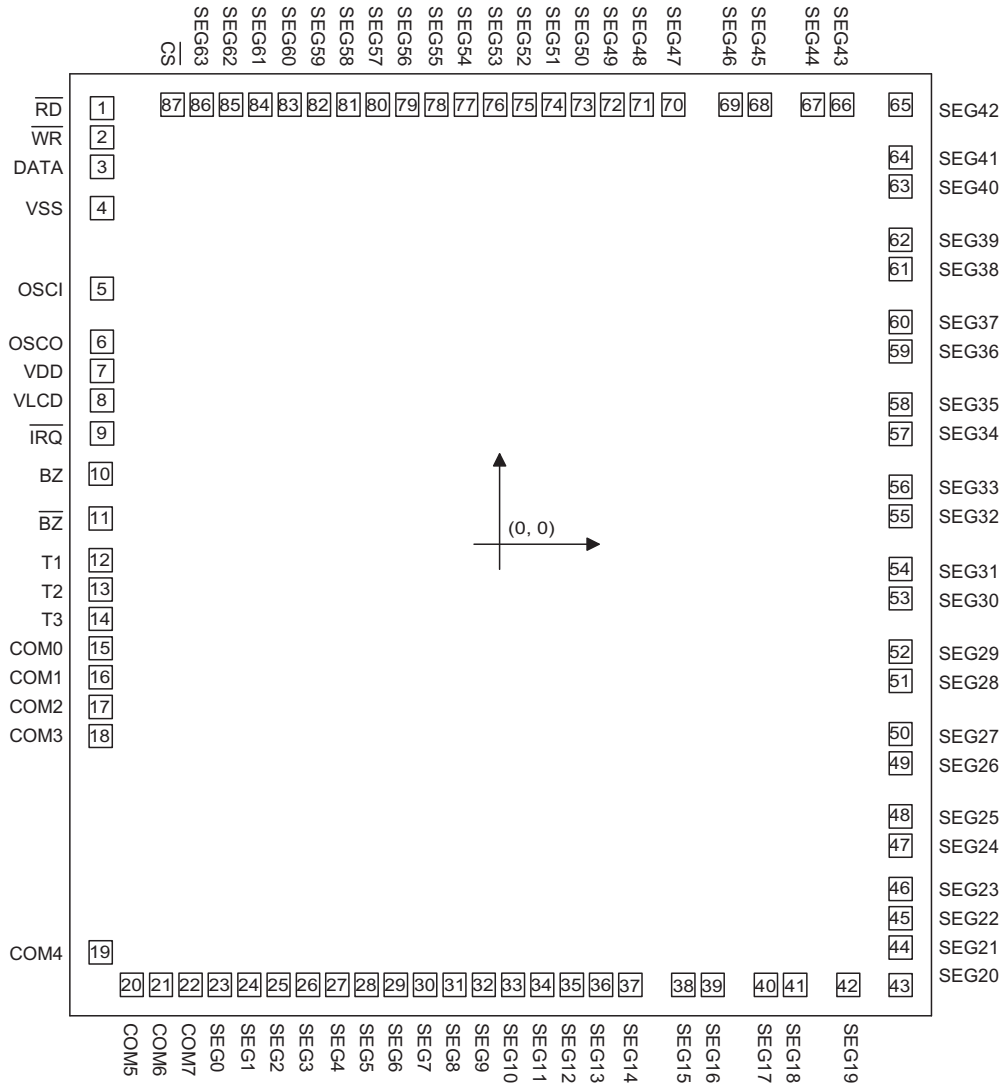 C̅S̅ SEG63 SEG62 SEG61 SEG60 SEG59 SEG58 SEG57 SEG56 SEG55 SEG54 SEG53 SEG52 SEG51 SEG50 SEG49 SEG48 SEG47 SEG46 SEG45 SEG44 SEG43
87 86 85 84 83 82 81 80 79 78 77 76 75 74 73 72 71 70 69 68 67 66 65 SEG42
R̅D̅ 1
W̅R̅ 2
DATA 3
VSS 4
OSCI 5
OSCO 6
VDD 7
VLCD 8
I̅R̅Q̅ 9
BZ 10
B̅Z̅ 11
T1 12
T2 13
T3 14
COM0 15
COM1 16
COM2 17
COM3 18
COM4 19
(0, 0)
64 SEG41
63 SEG40
62 SEG39
61 SEG38
60 SEG37
59 SEG36
58 SEG35
57 SEG34
56 SEG33
55 SEG32
54 SEG31
53 SEG30
52 SEG29
51 SEG28
50 SEG27
49 SEG26
48 SEG25
47 SEG24
46 SEG23
45 SEG22
44 SEG21
20 21 22 23 24 25 26 27 28 29 30 31 32 33 34 35 36 37 38 39 40 41 42 43 SEG20
COM5 COM6 COM7 SEG0 SEG1 SEG2 SEG3 SEG4 SEG5 SEG6 SEG7 SEG8 SEG9 SEG10 SEG11 SEG12 SEG13 SEG14 SEG15 SEG16 SEG17 SEG18 SEG19